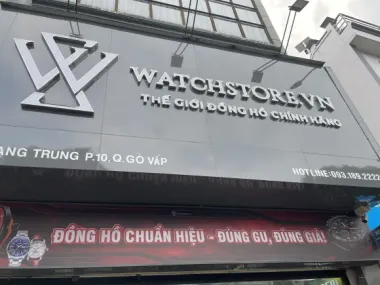 WATCHSTORE.VN
THẾ GIỚI ĐỒNG HỒ CHÍNH HÃNG
ANG TRUNG P.10, Q.GÒ VẤP
HOTLINE:093.189.2222
ĐỒNG HỒ CHUẨN HIỆU - ĐÚNG GU, ĐÚNG GIÁ!